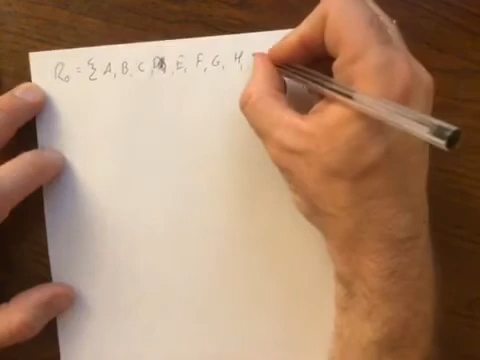 R₀ = { A, B, C, D, E, F, G, H,